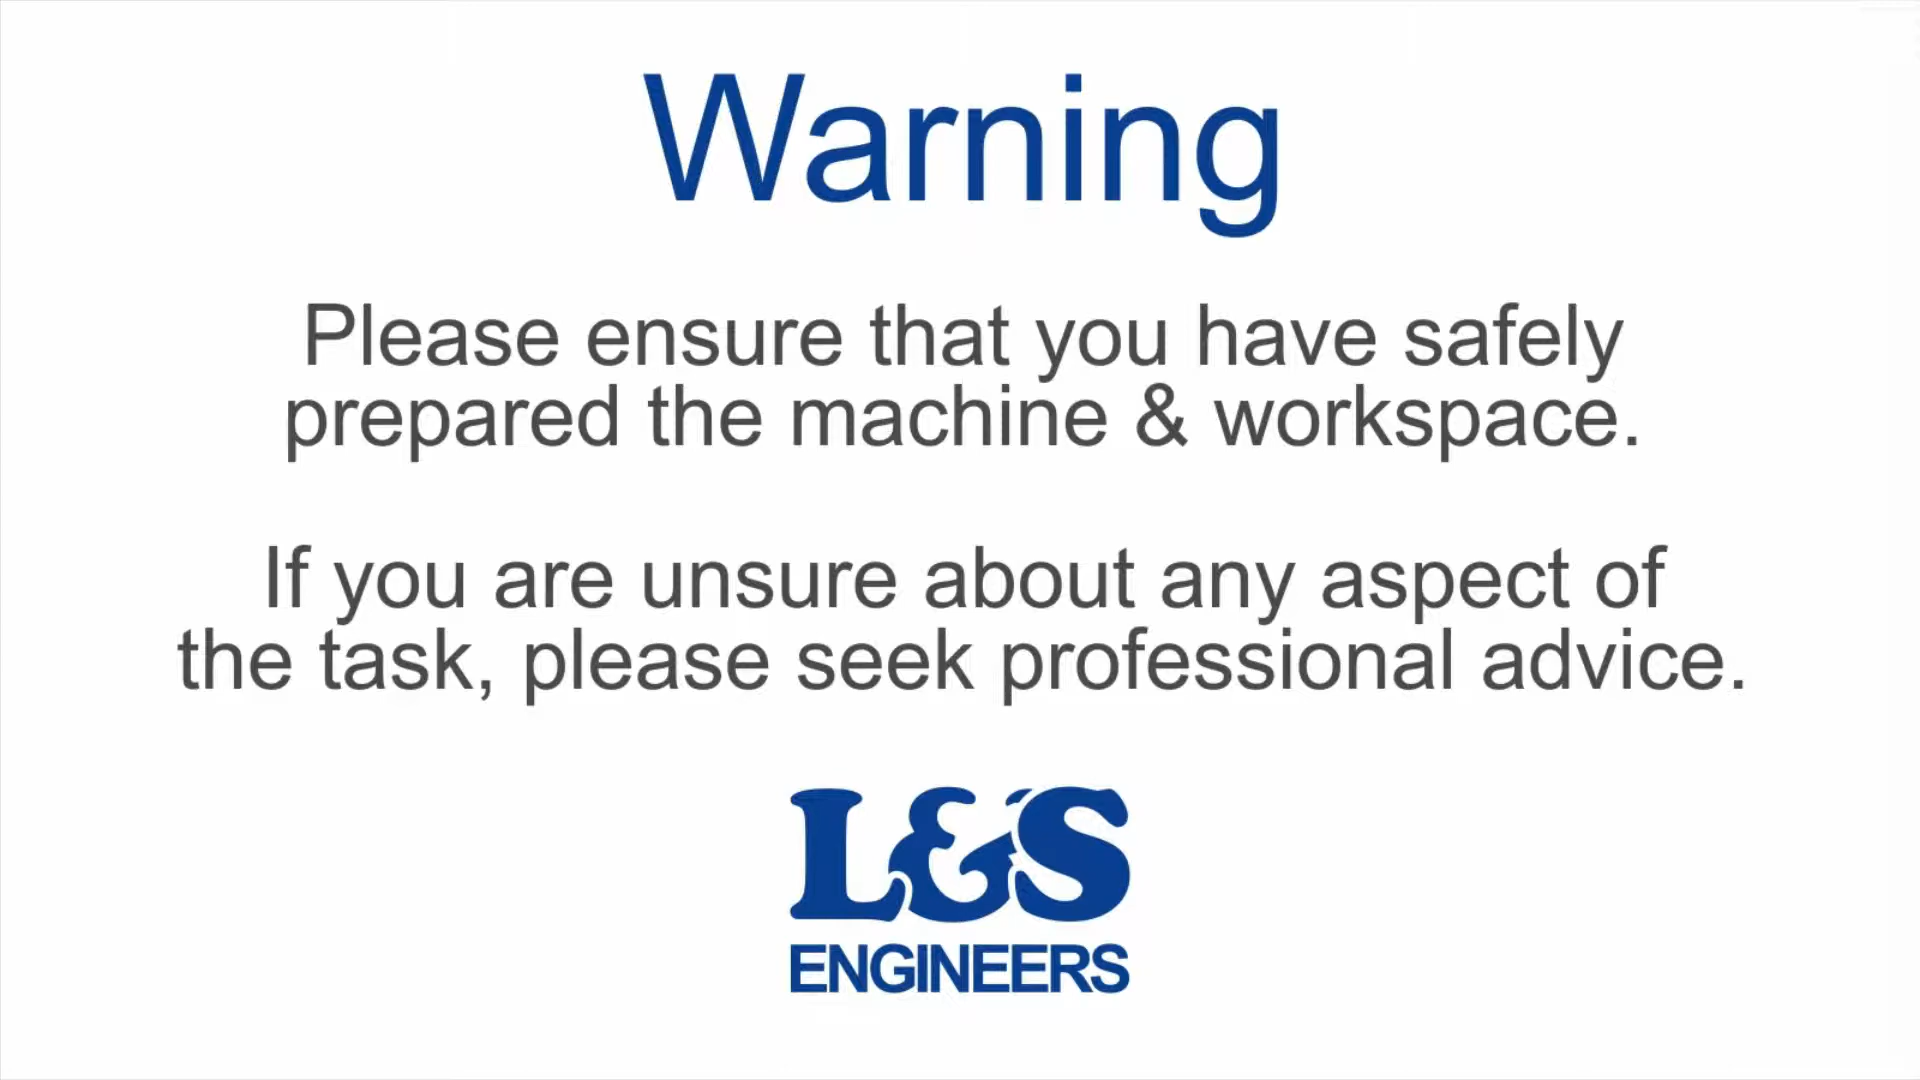 Warning
Please ensure that you have safely
prepared the machine & workspace.
If you are unsure about any aspect of
the task, please seek professional advice.
L&S
ENGINEERS